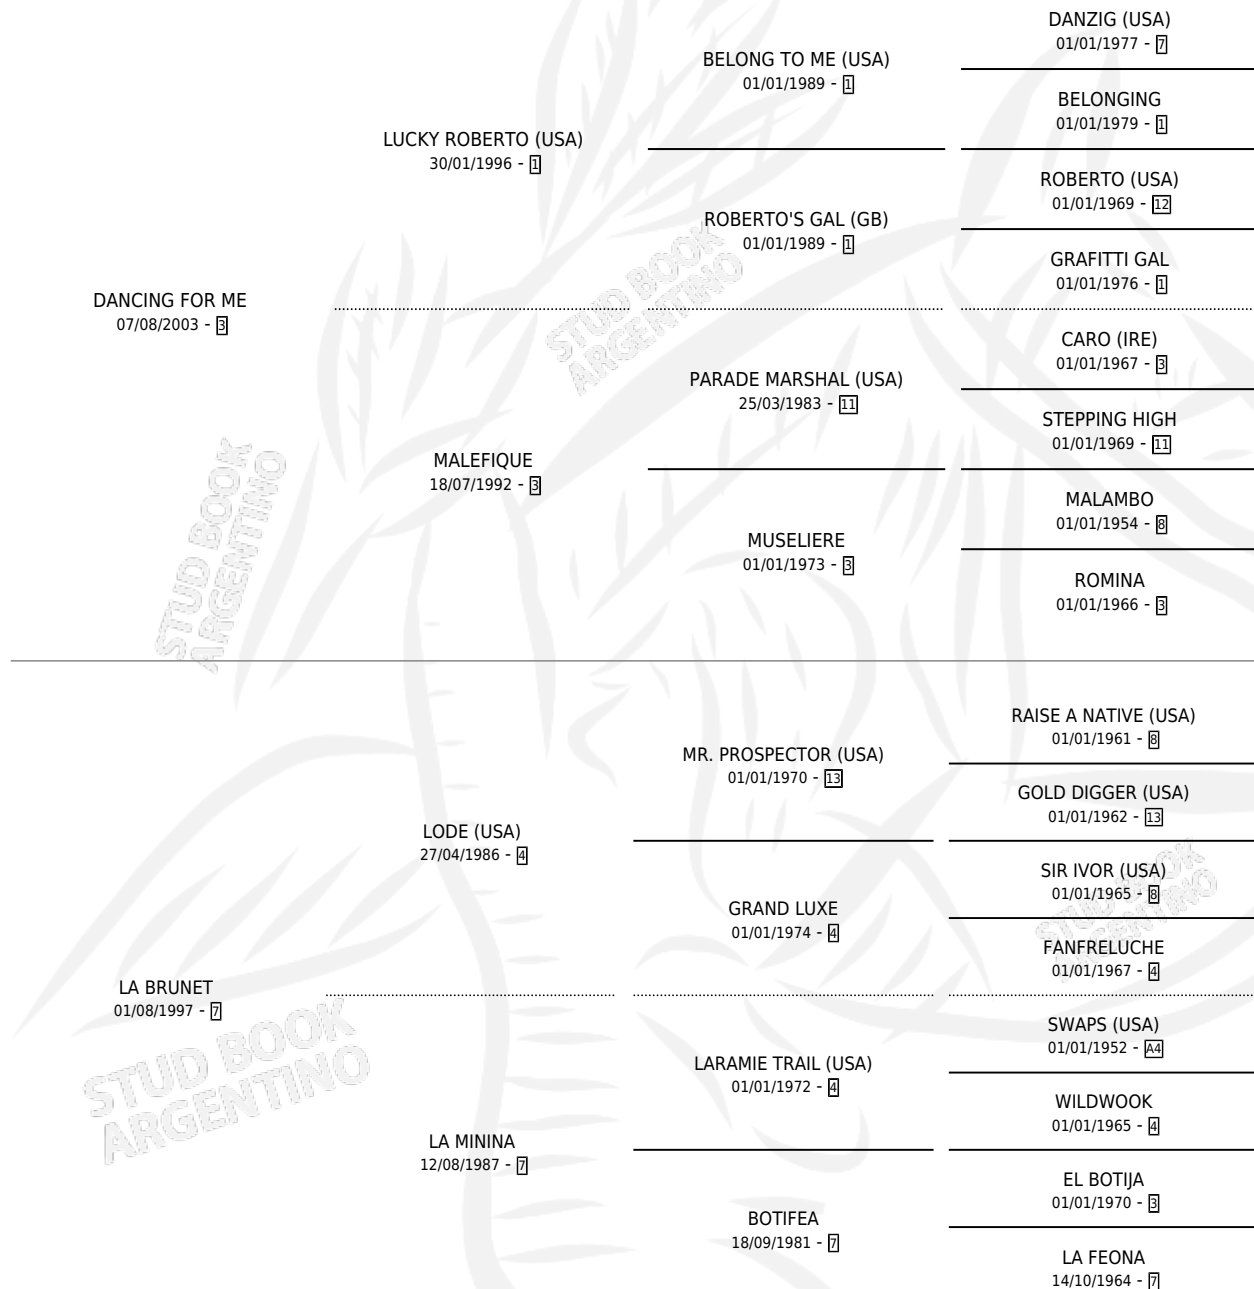 DANCING FOR ME
07/08/2003 - 3
LUCKY ROBERTO (USA)
30/01/1996 - 1
MALEFIQUE
18/07/1992 - 3
BELONG TO ME (USA)
01/01/1989 - 1
ROBERTO'S GAL (GB)
01/01/1989 - 1
PARADE MARSHAL (USA)
25/03/1983 - 11
MUSELIERE
01/01/1973 - 3
DANZIG (USA)
01/01/1977 - 7
BELONGING
01/01/1979 - 1
ROBERTO (USA)
01/01/1969 - 12
GRAFITTI GAL
01/01/1976 - 1
CARO (IRE)
01/01/1967 - 3
STEPPING HIGH
01/01/1969 - 11
MALAMBO
01/01/1954 - 8
ROMINA
01/01/1966 - 3
STUD BOOK
ARGENTINO
STUD BOOK
ARGENTINO
LA BRUNET
01/08/1997 - 7
LODE (USA)
27/04/1986 - 4
LA MININA
12/08/1987 - 7
MR. PROSPECTOR (USA)
01/01/1970 - 13
GRAND LUXE
01/01/1974 - 4
LARAMIE TRAIL (USA)
01/01/1972 - 4
BOTIFEA
18/09/1981 - 7
RAISE A NATIVE (USA)
01/01/1961 - 8
GOLD DIGGER (USA)
01/01/1962 - 13
SIR IVOR (USA)
01/01/1965 - 8
FANFRELUCHE
01/01/1967 - 4
SWAPS (USA)
01/01/1952 - A4
WILDWOOK
01/01/1965 - 4
EL BOTIJA
01/01/1970 - 3
LA FEONA
14/10/1964 - 7
STUD BOOK
ARGENTINO
STUD BOOK
ARGENTINO